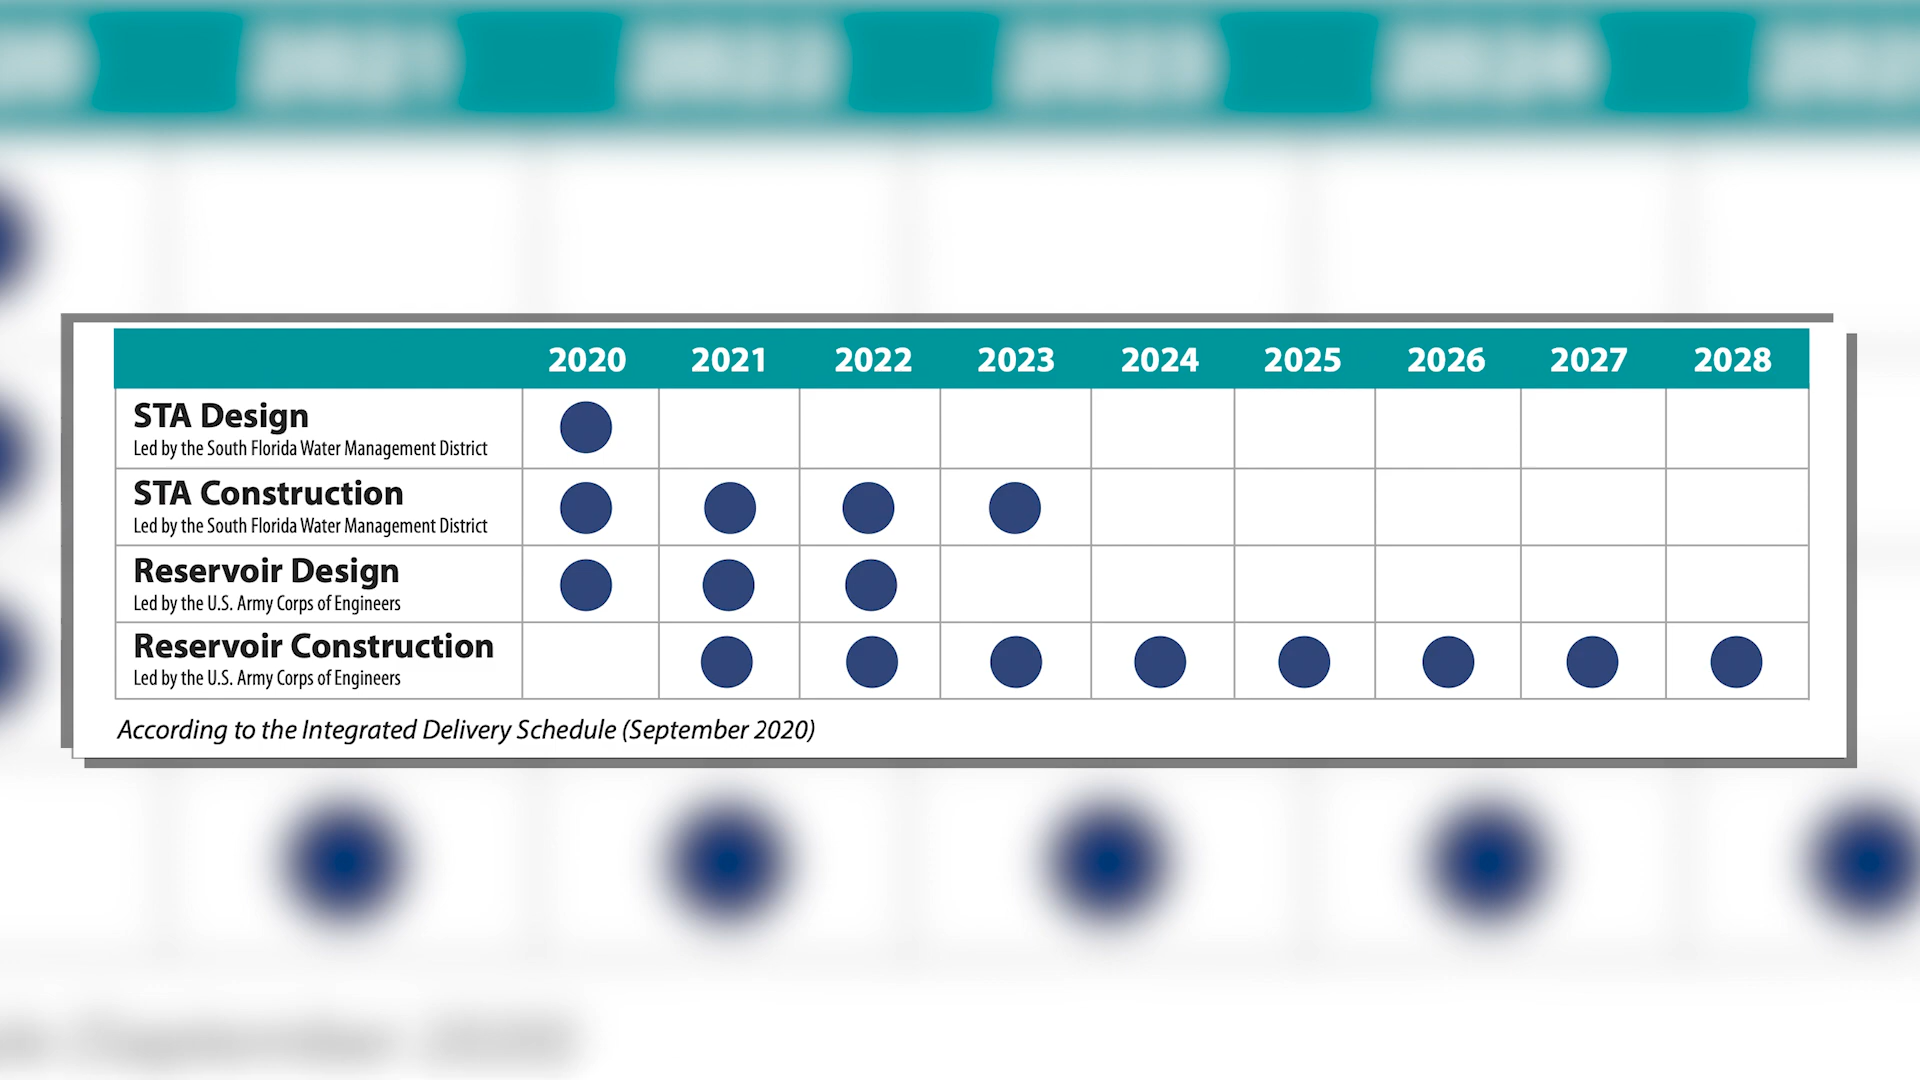 2020 2021 2022 2023 2024 2025 2026 2027 2028
STA Design
Led by the South Florida Water Management District
STA Construction
Led by the South Florida Water Management District
Reservoir Design
Led by the U.S. Army Corps of Engineers
Reservoir Construction
Led by the U.S. Army Corps of Engineers
According to the Integrated Delivery Schedule (September 2020)